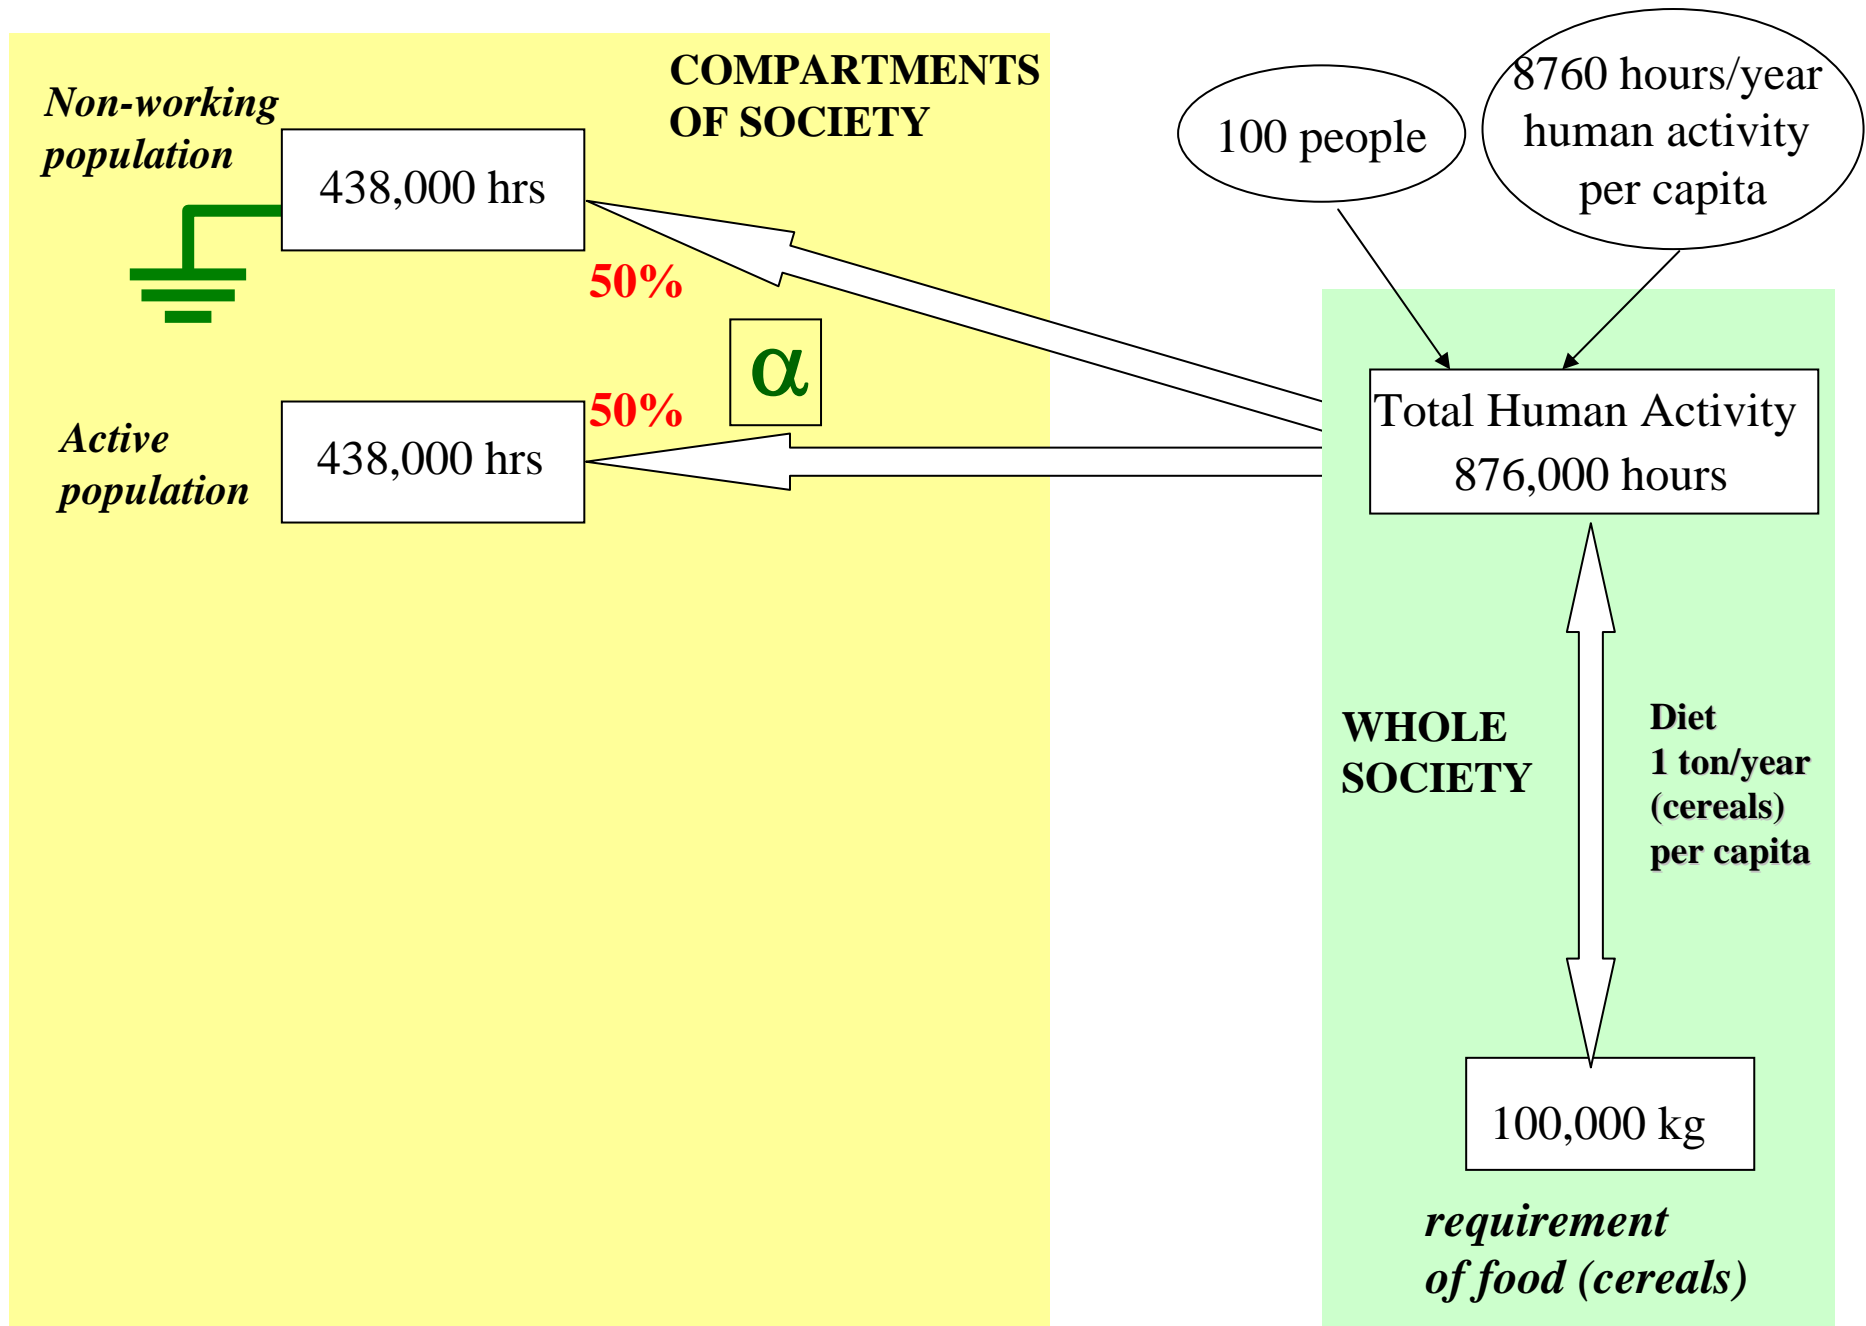 COMPARTMENTS
OF SOCIETY
Non-working
population
438,000 hrs
50%
α
50%
Active
population
438,000 hrs
100 people
8760 hours/year
human activity
per capita
Total Human Activity
876,000 hours
WHOLE
SOCIETY
Diet
1 ton/year
(cereals)
per capita
100,000 kg
requirement
of food (cereals)